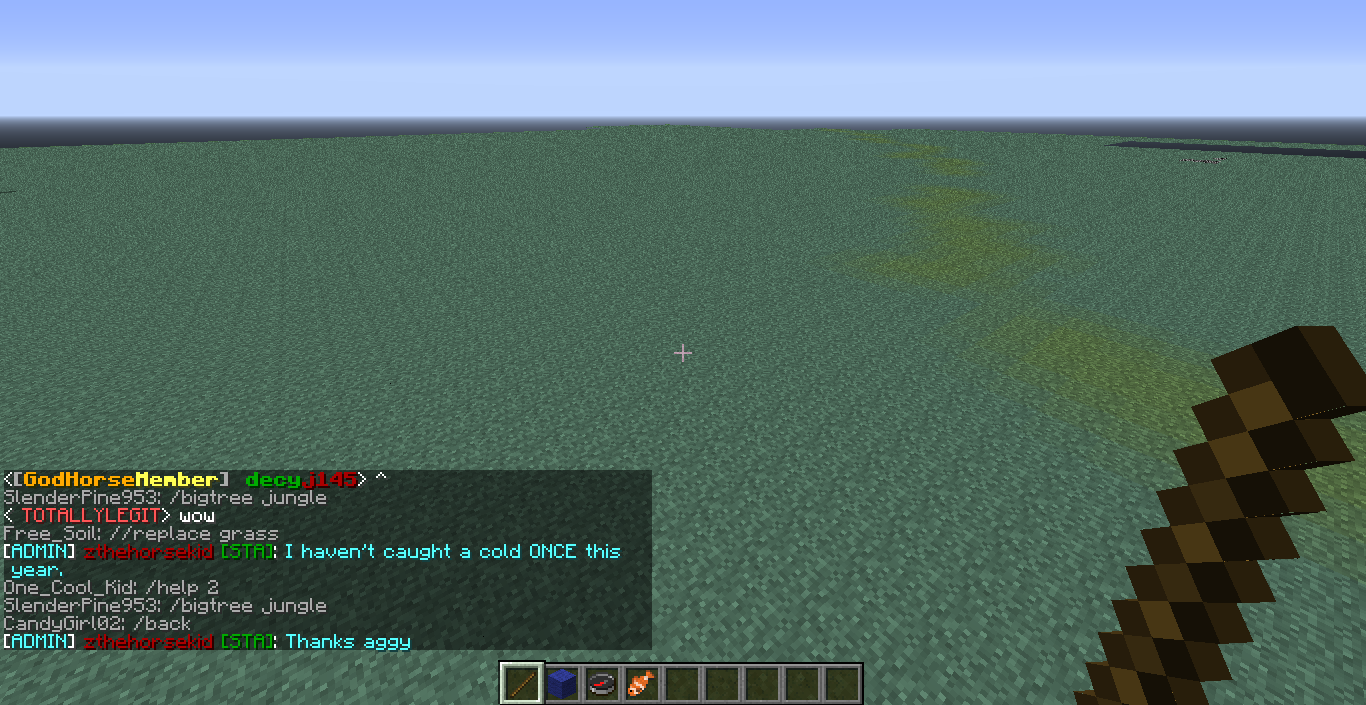 <[GodHorseMember] decyj145> ^
SlenderPine953: /bigtree jungle
< TOTALLYLEGIT> wow
Free_Soil: //replace grass
[ADMIN] zthehorsekid [STA]: I haven't caught a cold ONCE this
year.
One_Cool_Kid: /help 2
SlenderPine953: /bigtree jungle
CandyGirl02: /back
[ADMIN] zthehorsekid [STA]: Thanks aggy